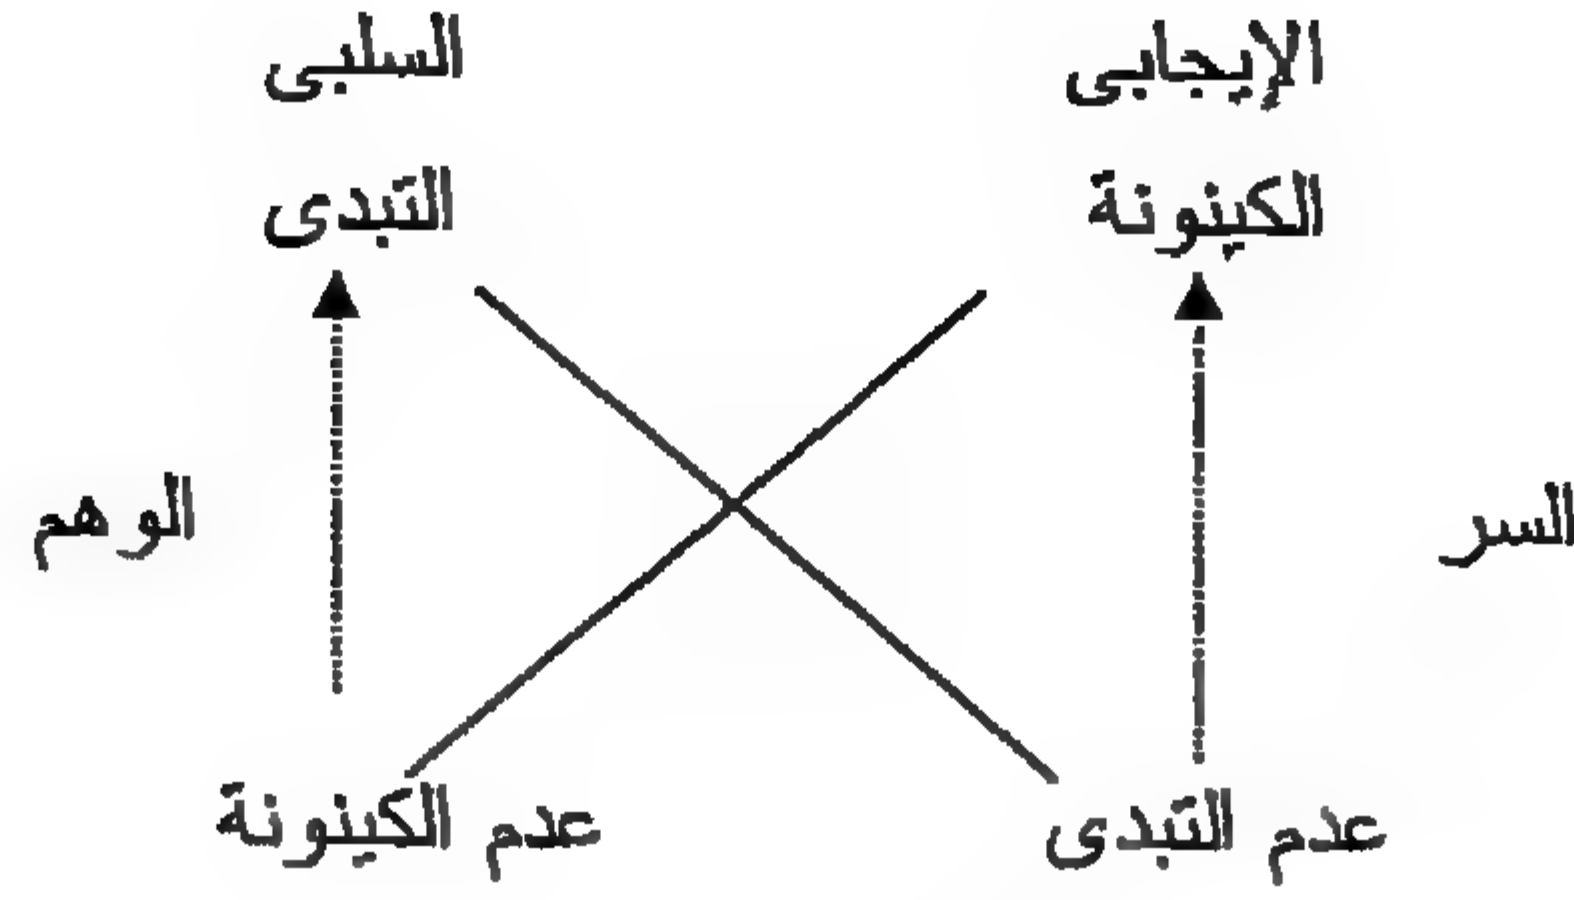 الإيجابى
السلبى
الكينونة
التبدى
السر
الوهم
عدم التبدى
عدم الكينونة